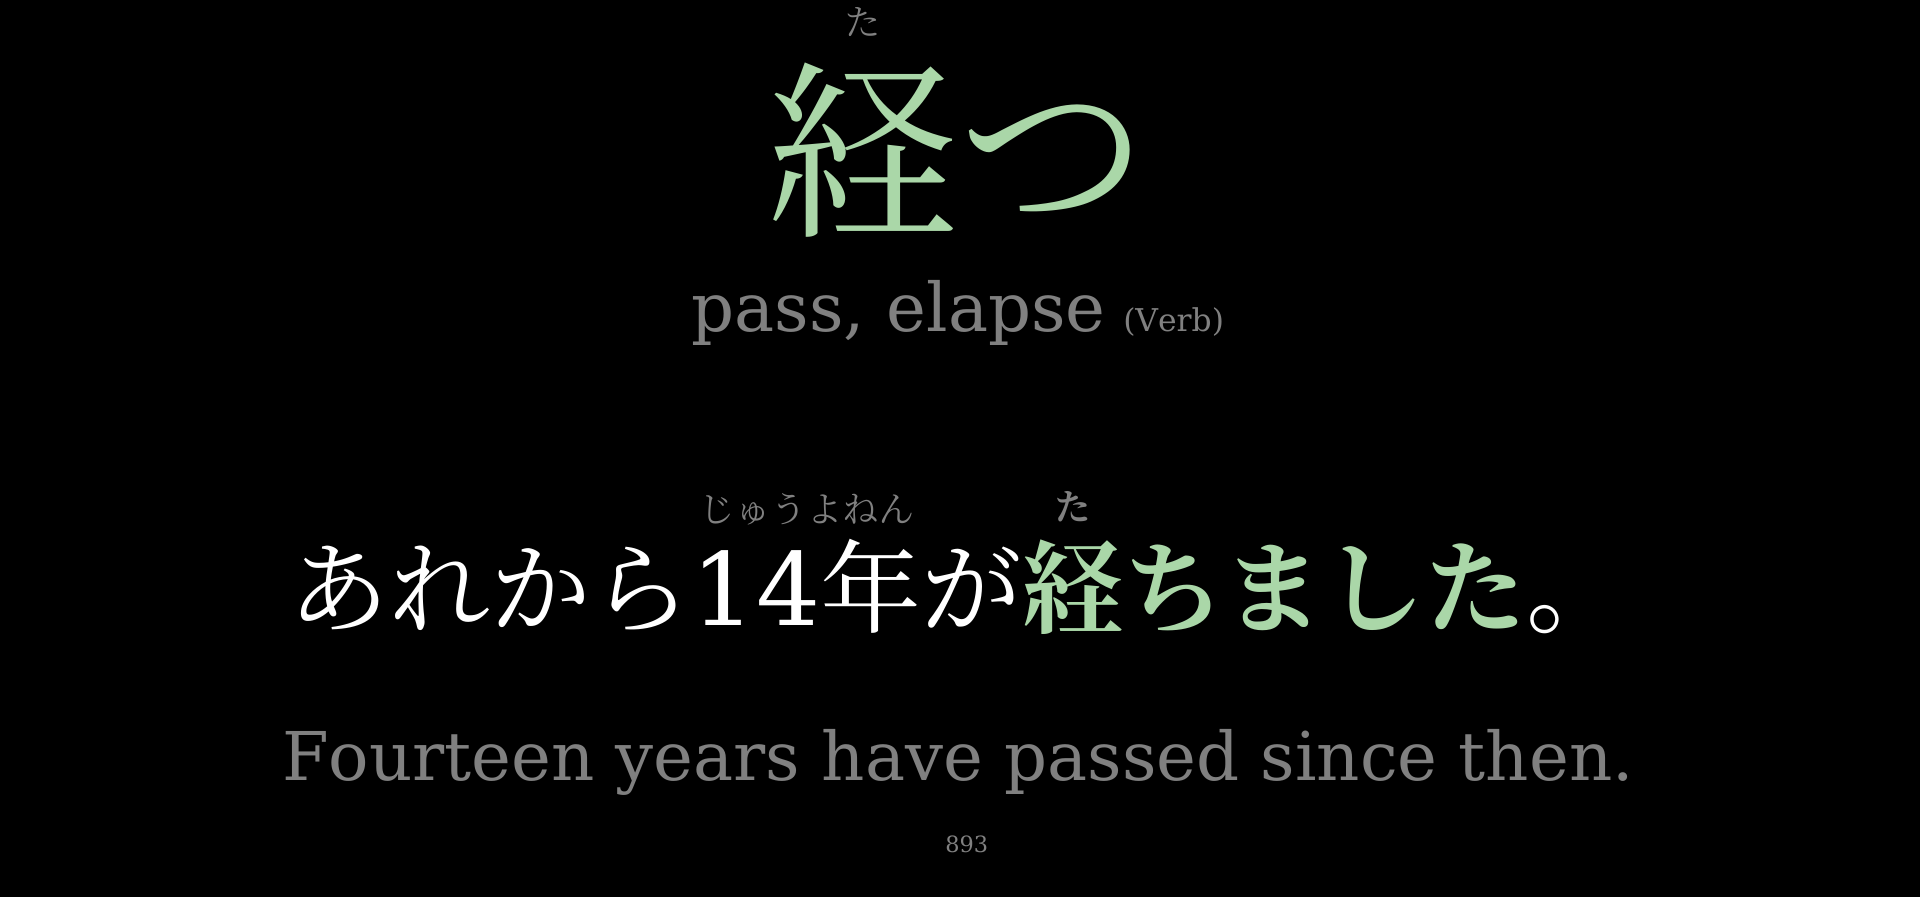 た
経つ
pass, elapse (Verb)
じゅうよねん た
あれから14年が経ちました。
Fourteen years have passed since then.
893